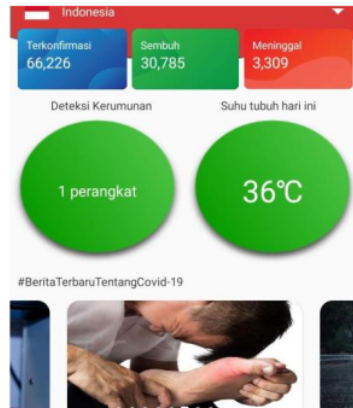 Indonesia
Terkonfirmasi
66,226
Sembuh
30,785
Meninggal
3,309
Deteksi Kerumunan
Suhu tubuh hari ini
1 perangkat
36°C
#BeritaTerbaruTentangCovid-19